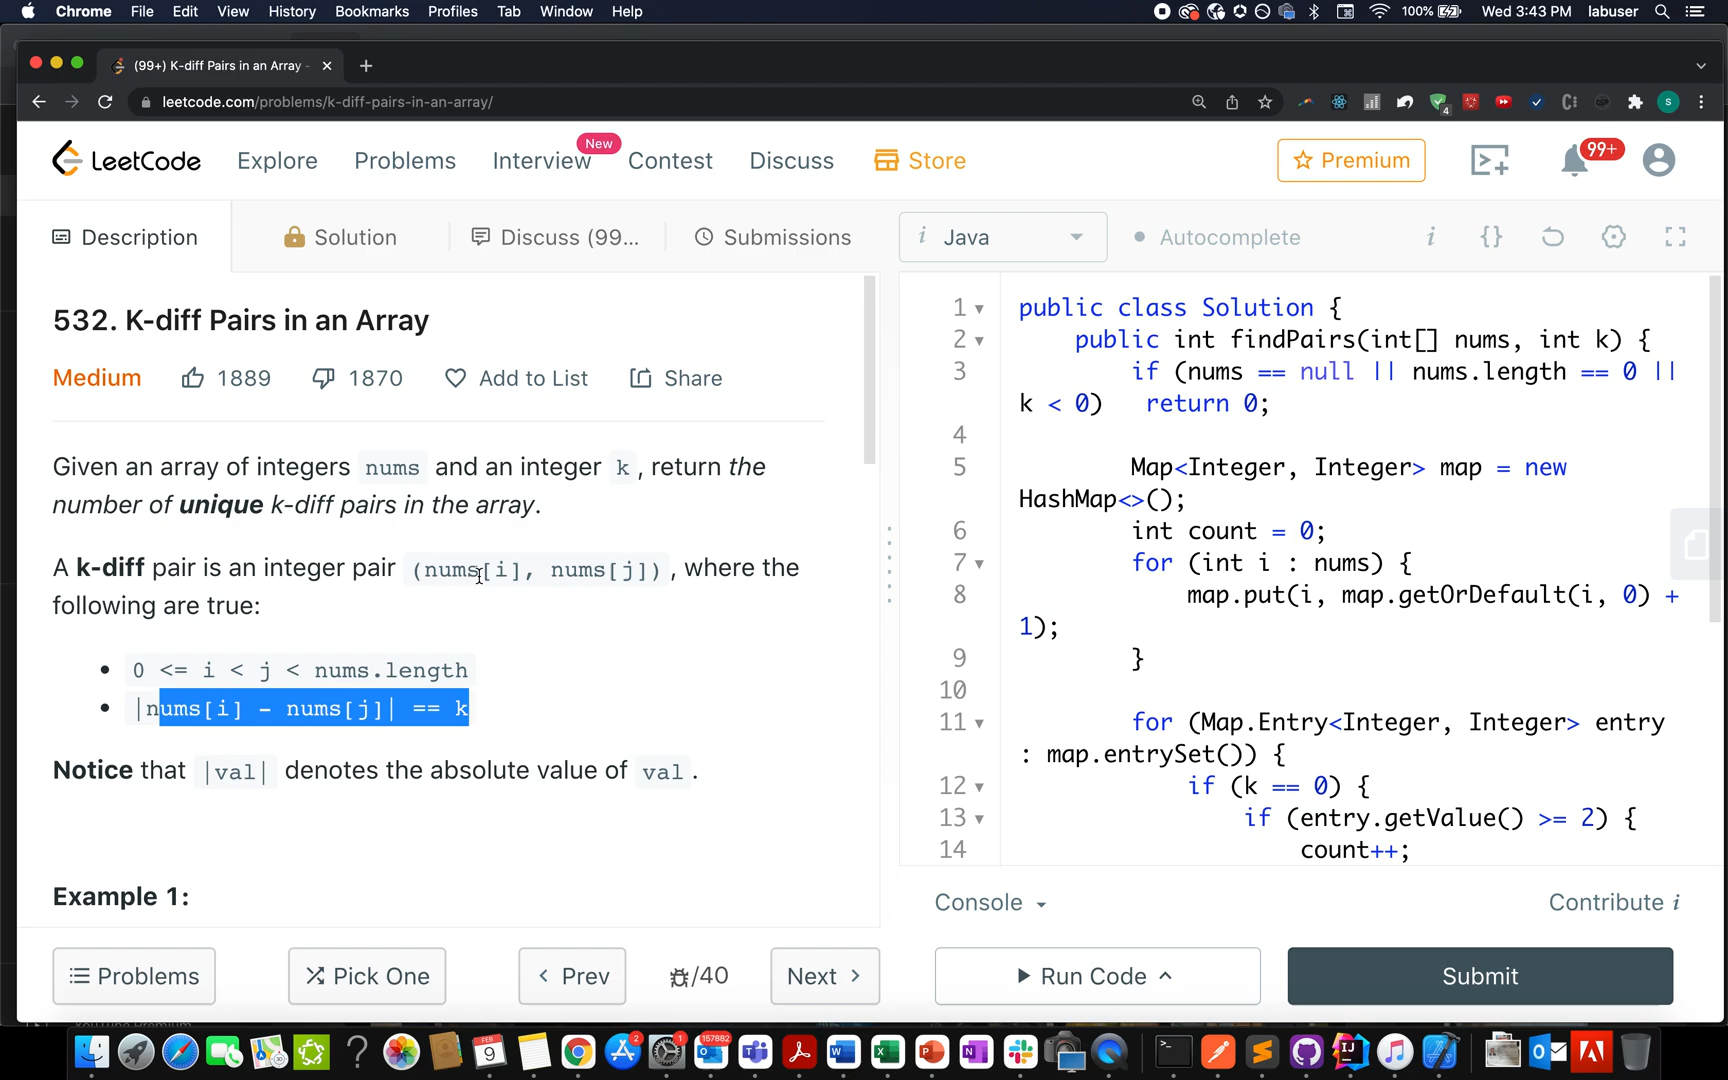 Chrome File Edit View History Bookmarks Profiles Tab Window Help 100% Wed 3:43 PM labuser
(99+) K-diff Pairs in an Array -
leetcode.com/problems/k-diff-pairs-in-an-array/
LeetCode Explore Problems Interview New Contest Discuss Store Premium 99+
Description Solution Discuss (99... Submissions
i Java Autocomplete
532. K-diff Pairs in an Array
Medium 1889 1870 Add to List Share
Given an array of integers nums and an integer k, return the
number of unique k-diff pairs in the array.
A k-diff pair is an integer pair (nums[i], nums[j]), where the
following are true:
• 0 <= i < j < nums.length
• |nums[i] - nums[j]| == k
Notice that |val| denotes the absolute value of val.
Example 1:
1 public class Solution {
2 public int findPairs(int[] nums, int k) {
3 if (nums == null || nums.length == 0 ||
k < 0) return 0;
4
5 Map<Integer, Integer> map = new
HashMap<>();
6 int count = 0;
7 for (int i : nums) {
8 map.put(i, map.getOrDefault(i, 0) +
1);
9 }
10
11 for (Map.Entry<Integer, Integer> entry
: map.entrySet()) {
12 if (k == 0) {
13 if (entry.getValue() >= 2) {
14 count++;
Console Contribute i
Problems Pick One Prev /40 Next Run Code Submit
YouTube Premium
FEB 9 2 1 157882